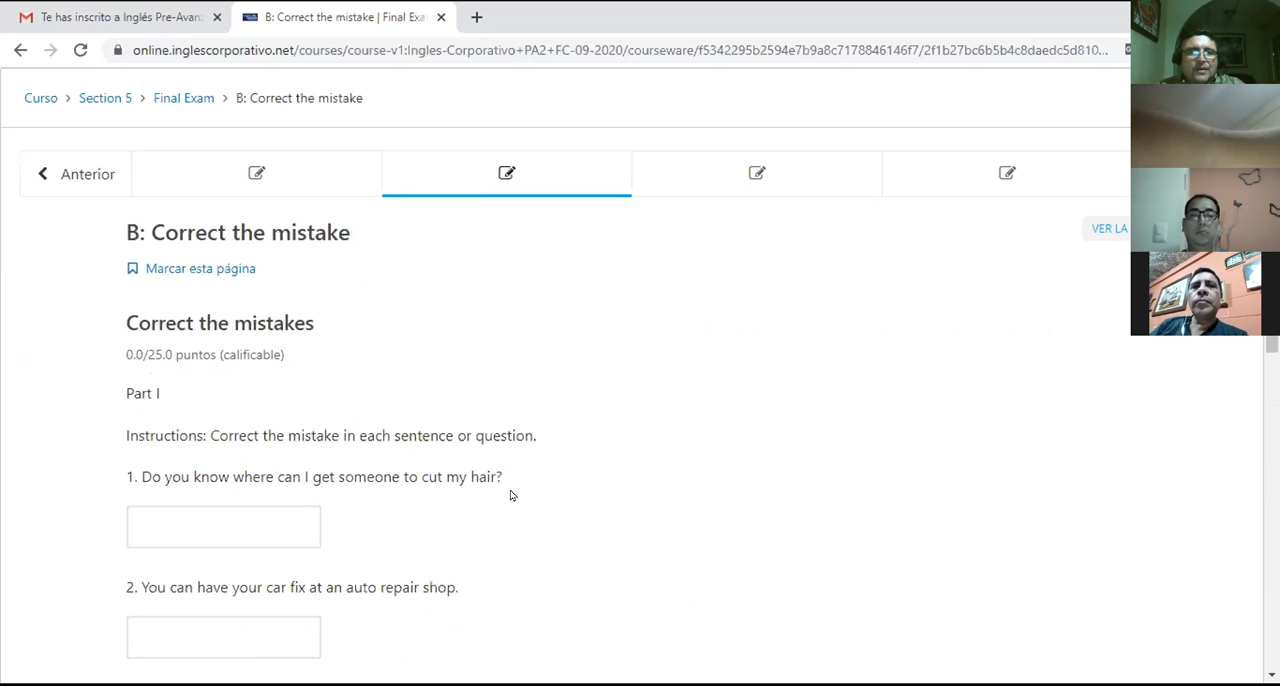 Te has inscrito a Inglés Pre-Avan
B: Correct the mistake | Final Exa
online.inglescorporativo.net/courses/course-v1:Ingles-Corporativo+PA2+FC-09-2020/courseware/f5342295b2594e7b9a8c7178846146f7/2f1b27bc6b5b4c8daedc5d810...
Curso > Section 5 > Final Exam > B: Correct the mistake
Anterior
B: Correct the mistake
VER LA
Marcar esta página
Correct the mistakes
0.0/25.0 puntos (calificable)
Part I
Instructions: Correct the mistake in each sentence or question.
1. Do you know where can I get someone to cut my hair?
2. You can have your car fix at an auto repair shop.